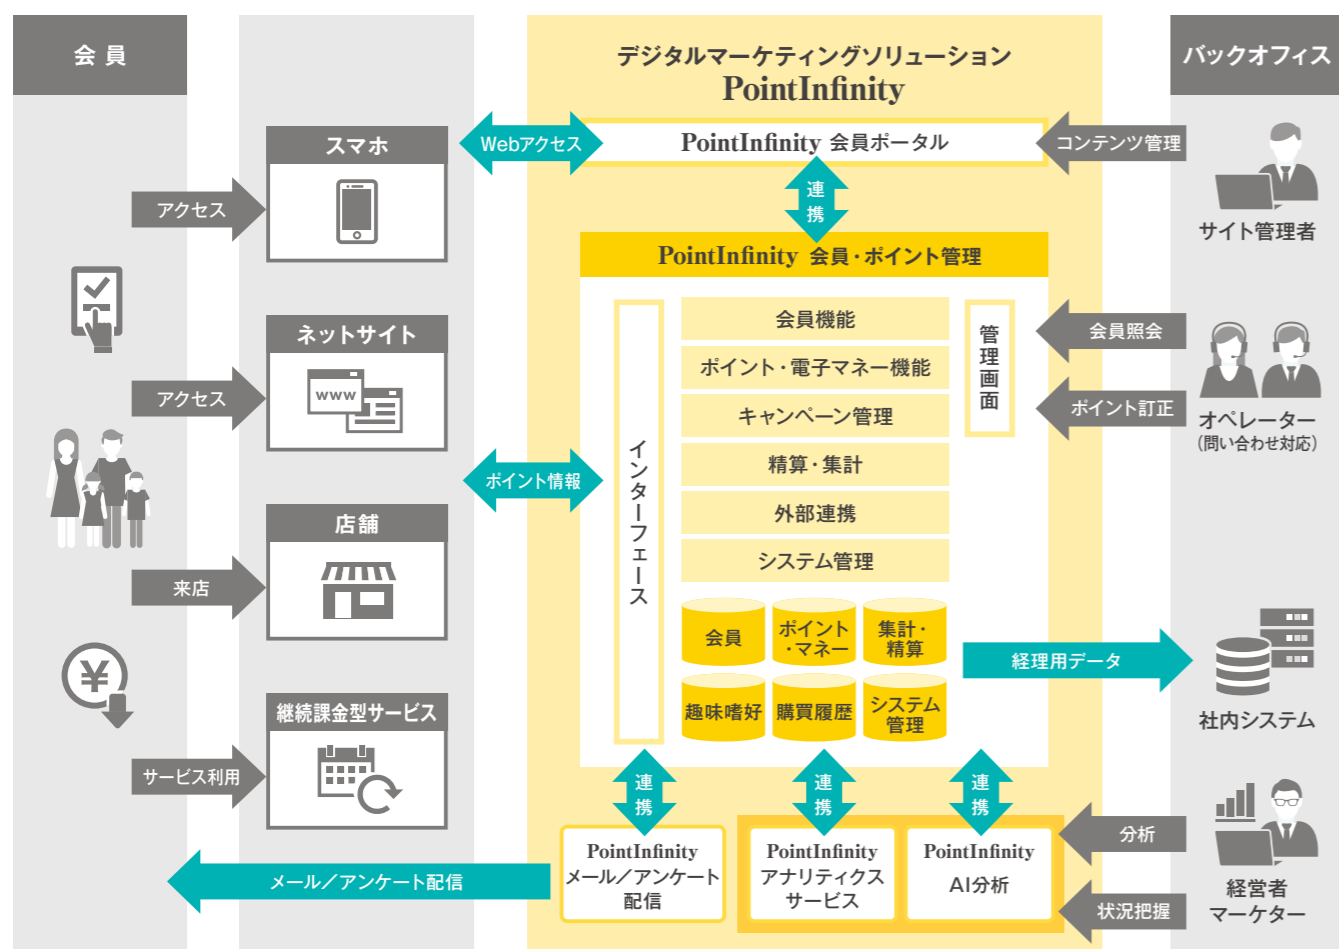 会員
デジタルマーケティングソリューション
PointInfinity
バックオフィス
スマホ
Webアクセス
PointInfinity 会員ポータル
コンテンツ管理
アクセス
連
携
サイト管理者
PointInfinity 会員・ポイント管理
ネットサイト
www
アクセス
インターフェース
会員機能
ポイント・電子マネー機能
キャンペーン管理
精算・集計
外部連携
システム管理
管理画面
会員照会
ポイント訂正
オペレーター
(問い合わせ対応)
ポイント情報
店舗
来店
会員
ポイント
・マネー
集計・
精算
趣味嗜好
購買履歴
システム
管理
経理用データ
社内システム
¥
継続課金型サービス
サービス利用
連
携
連
携
連
携
PointInfinity
メール／アンケート
配信
PointInfinity
アナリティクス
サービス
PointInfinity
AI分析
分析
状況把握
経営者
マーケター
メール／アンケート配信